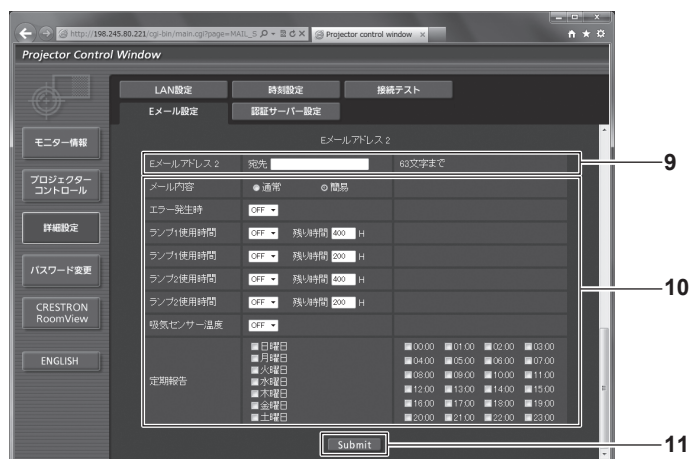 http://198.245.80.221/cgi-bin/main.cgi?page=MAIL_S
Projector control window
Projector Control Window
LAN設定 時刻設定 接続テスト
Eメール設定 認証サーバー設定
モニター情報
プロジェクター
コントロール
詳細設定
パスワード変更
CRESTRON
RoomView
ENGLISH
Eメールアドレス 2
Eメールアドレス 2 宛先 63文字まで
9
メール内容 通常 簡易
エラー発生時 OFF
ランプ1使用時間 OFF 残り時間 400 H
ランプ1使用時間 OFF 残り時間 200 H
ランプ2使用時間 OFF 残り時間 400 H
ランプ2使用時間 OFF 残り時間 200 H
吸気センサー温度 OFF
10
定期報告
日曜日
月曜日
火曜日
水曜日
木曜日
金曜日
土曜日
00:00 01:00 02:00 03:00
04:00 05:00 06:00 07:00
08:00 09:00 10:00 11:00
12:00 13:00 14:00 15:00
16:00 17:00 18:00 19:00
20:00 21:00 22:00 23:00
Submit
11